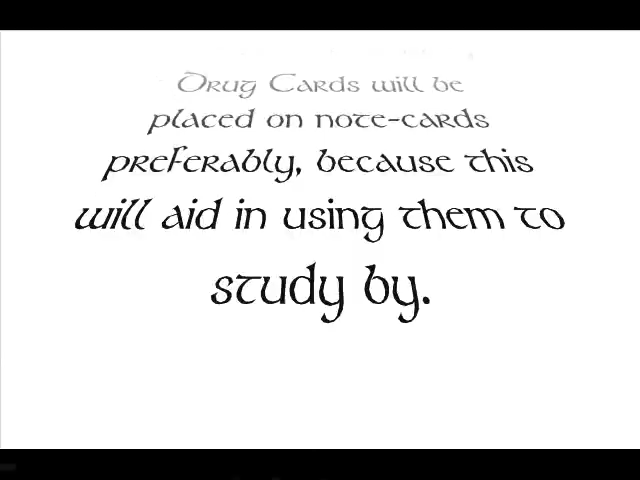 Drug Cards will be
placed on note-cards
preferably, because this
will aid in using them to
study by.